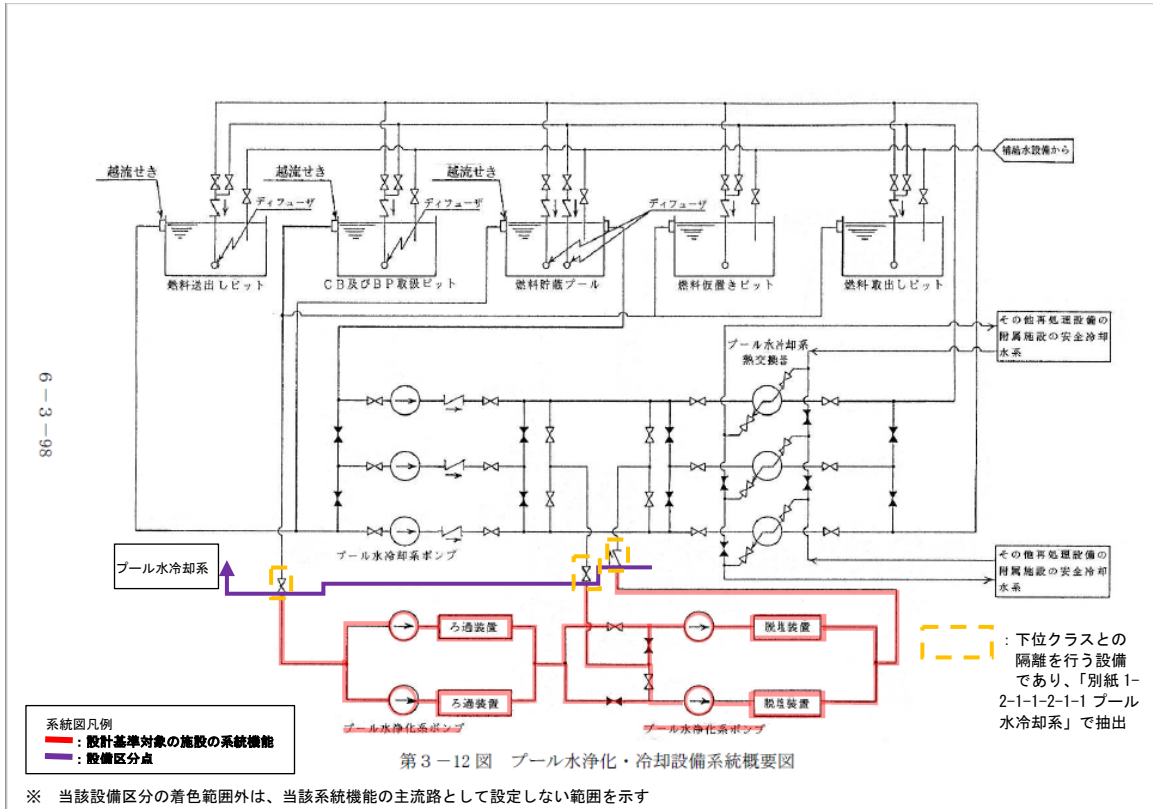 補給水設備から
越流せき
越流せき
越流せき
ディフューザ
ディフューザ
ディフューザ
燃料送出しピット
CB及びBP取扱ピット
燃料貯蔵プール
燃料仮置きピット
燃料取出しピット
その他再処理設備の
附属施設の安全冷却
水系
プール水冷却系
熱交換器
6-3-98
プール水冷却系ポンプ
プール水冷却系
その他再処理設備の
附属施設の安全冷却
水系
ろ過装置
脱塩装置
ろ過装置
脱塩装置
プール水浄化系ポンプ
プール水浄化系ポンプ
:下位クラスとの
隔離を行う設備
であり、「別紙 1-
2-1-1-2-1-1 プール
水冷却系」で抽出
系統図凡例
:設計基準対象の施設の系統機能
:設備区分点
第3-12図 プール水浄化・冷却設備系統概要図
※ 当該設備区分の着色範囲外は、当該系統機能の主流路として設定しない範囲を示す